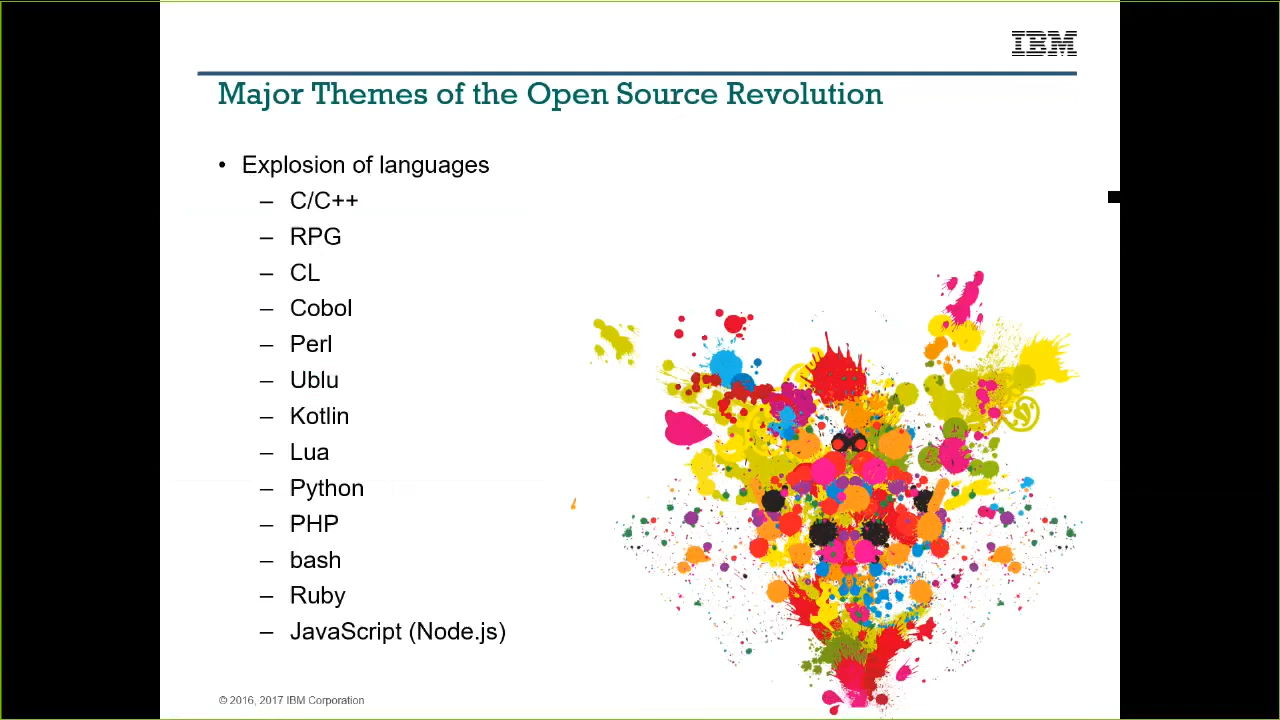 IBM
Major Themes of the Open Source Revolution
• Explosion of languages
– C/C++
– RPG
– CL
– Cobol
– Perl
– Ublu
– Kotlin
– Lua
– Python
– PHP
– bash
– Ruby
– JavaScript (Node.js)
© 2016, 2017 IBM Corporation